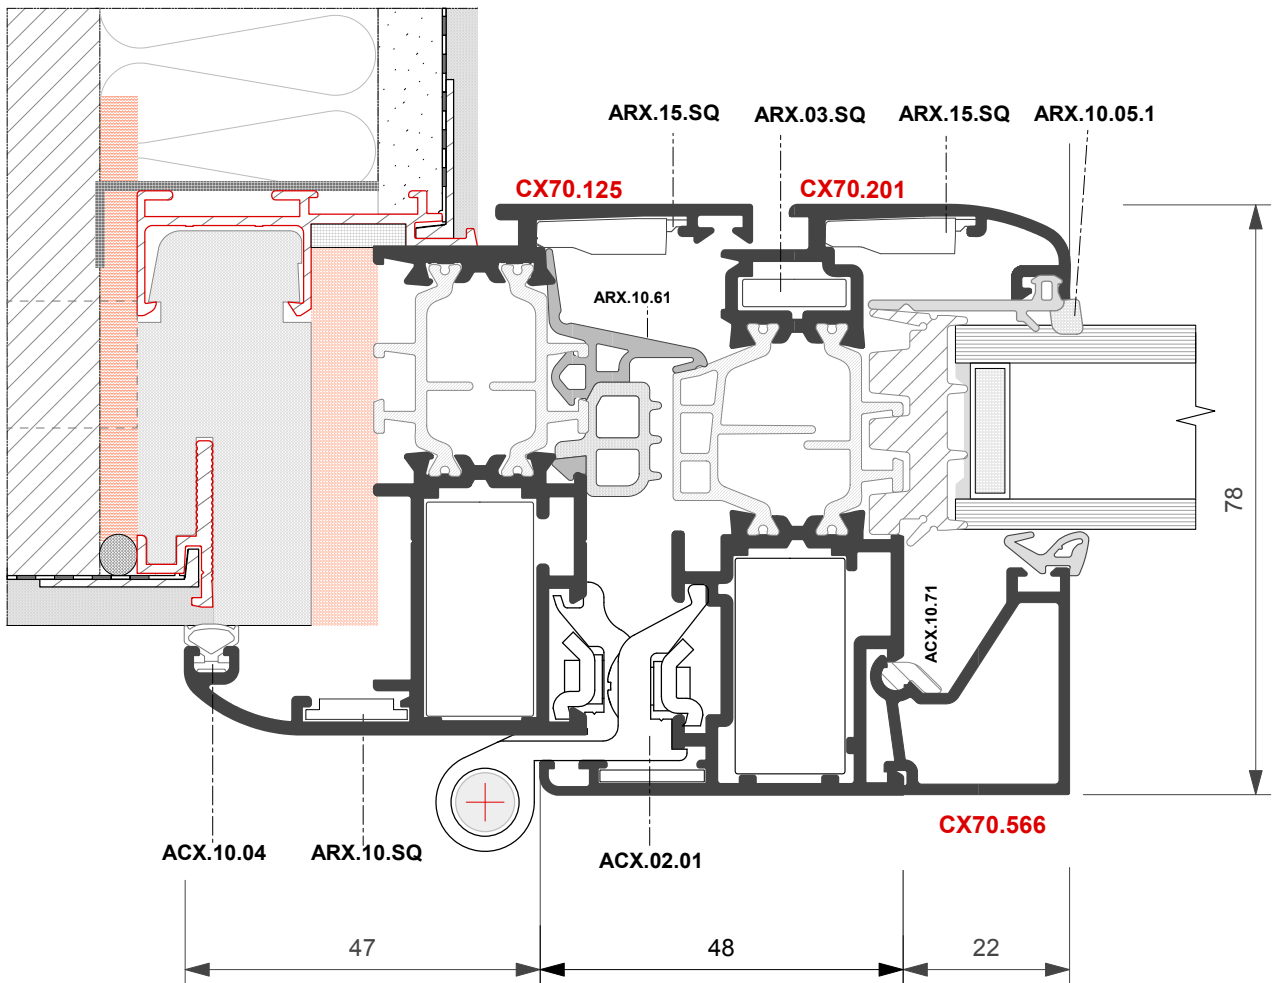 ARX.15.SQ
ARX.03.SQ
ARX.15.SQ
ARX.10.05.1
CX70.125
CX70.201
ARX.10.61
78
ACX.10.71
CX70.566
ACX.10.04
ARX.10.SQ
ACX.02.01
47
48
22